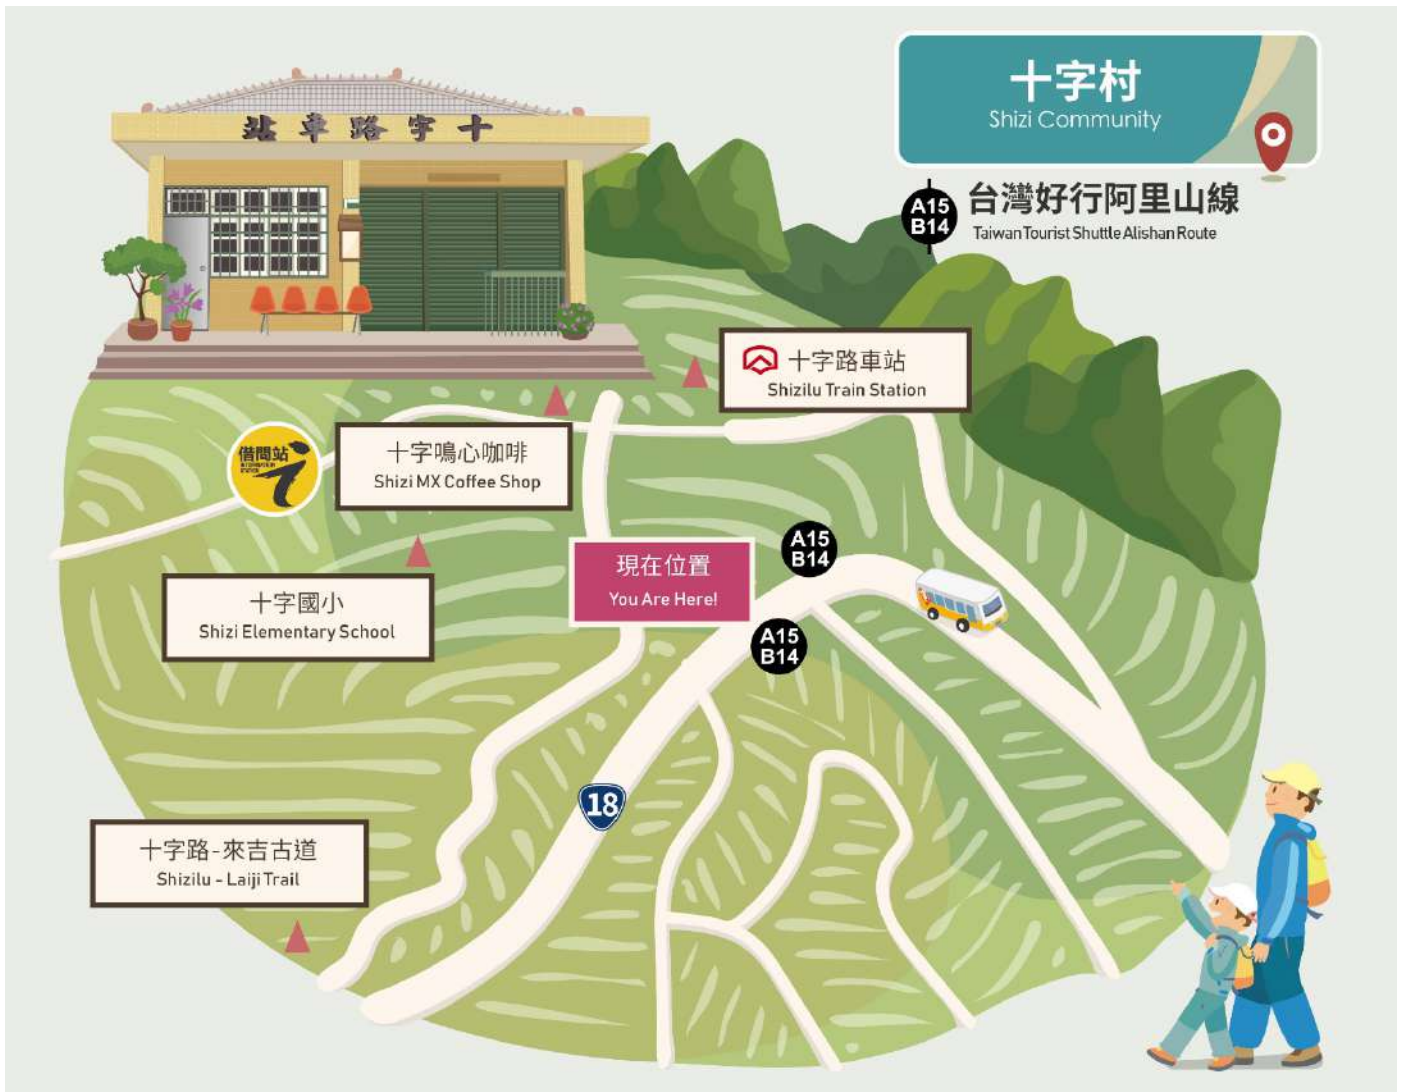 十字村
Shizi Community
A15
B14
台灣好行阿里山線
Taiwan Tourist Shuttle Alishan Route
站車路字十
十字路車站
Shizilu Train Station
借問站
INFORMATION
STATION
十字鳴心咖啡
Shizi MX Coffee Shop
A15
B14
現在位置
You Are Here!
十字國小
Shizi Elementary School
A15
B14
18
十字路-來吉古道
Shizilu - Laiji Trail